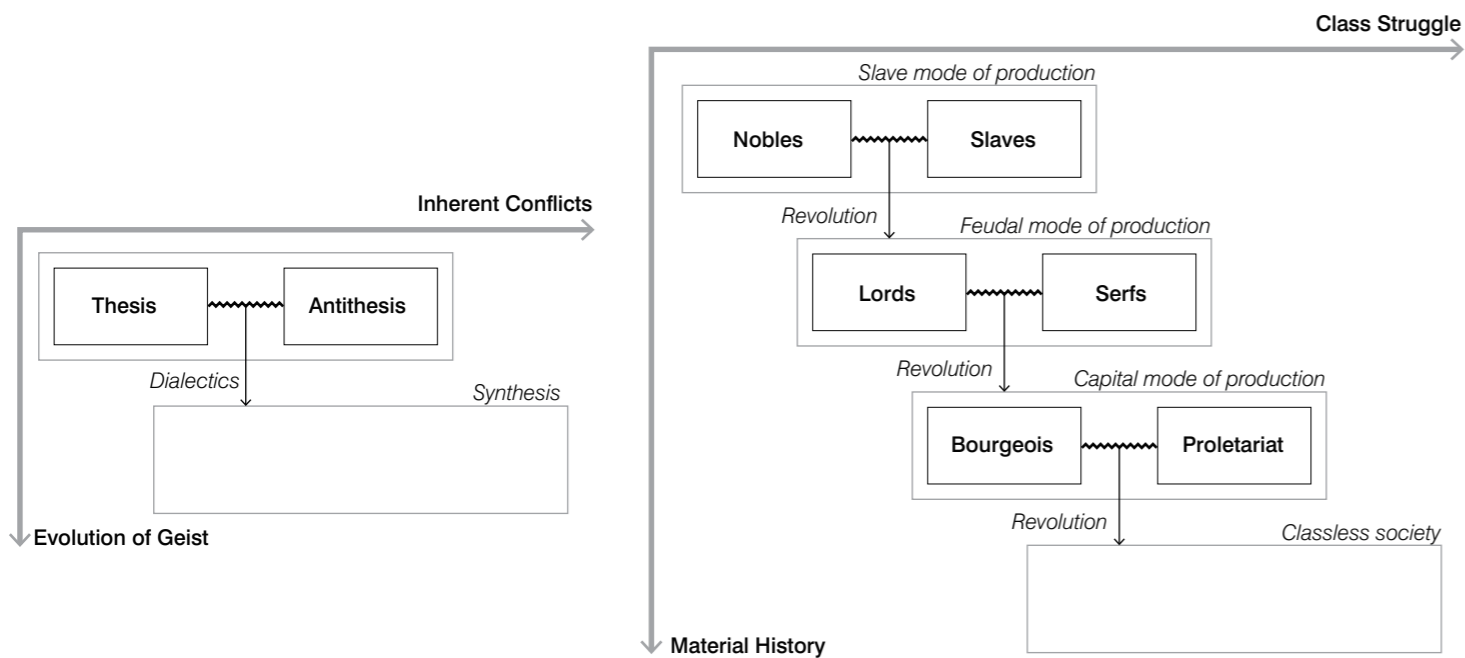 Inherent Conflicts
Thesis
Antithesis
Dialectics
Synthesis
Evolution of Geist
Class Struggle
Slave mode of production
Nobles
Slaves
Revolution
Feudal mode of production
Lords
Serfs
Revolution
Capital mode of production
Bourgeois
Proletariat
Revolution
Classless society
Material History